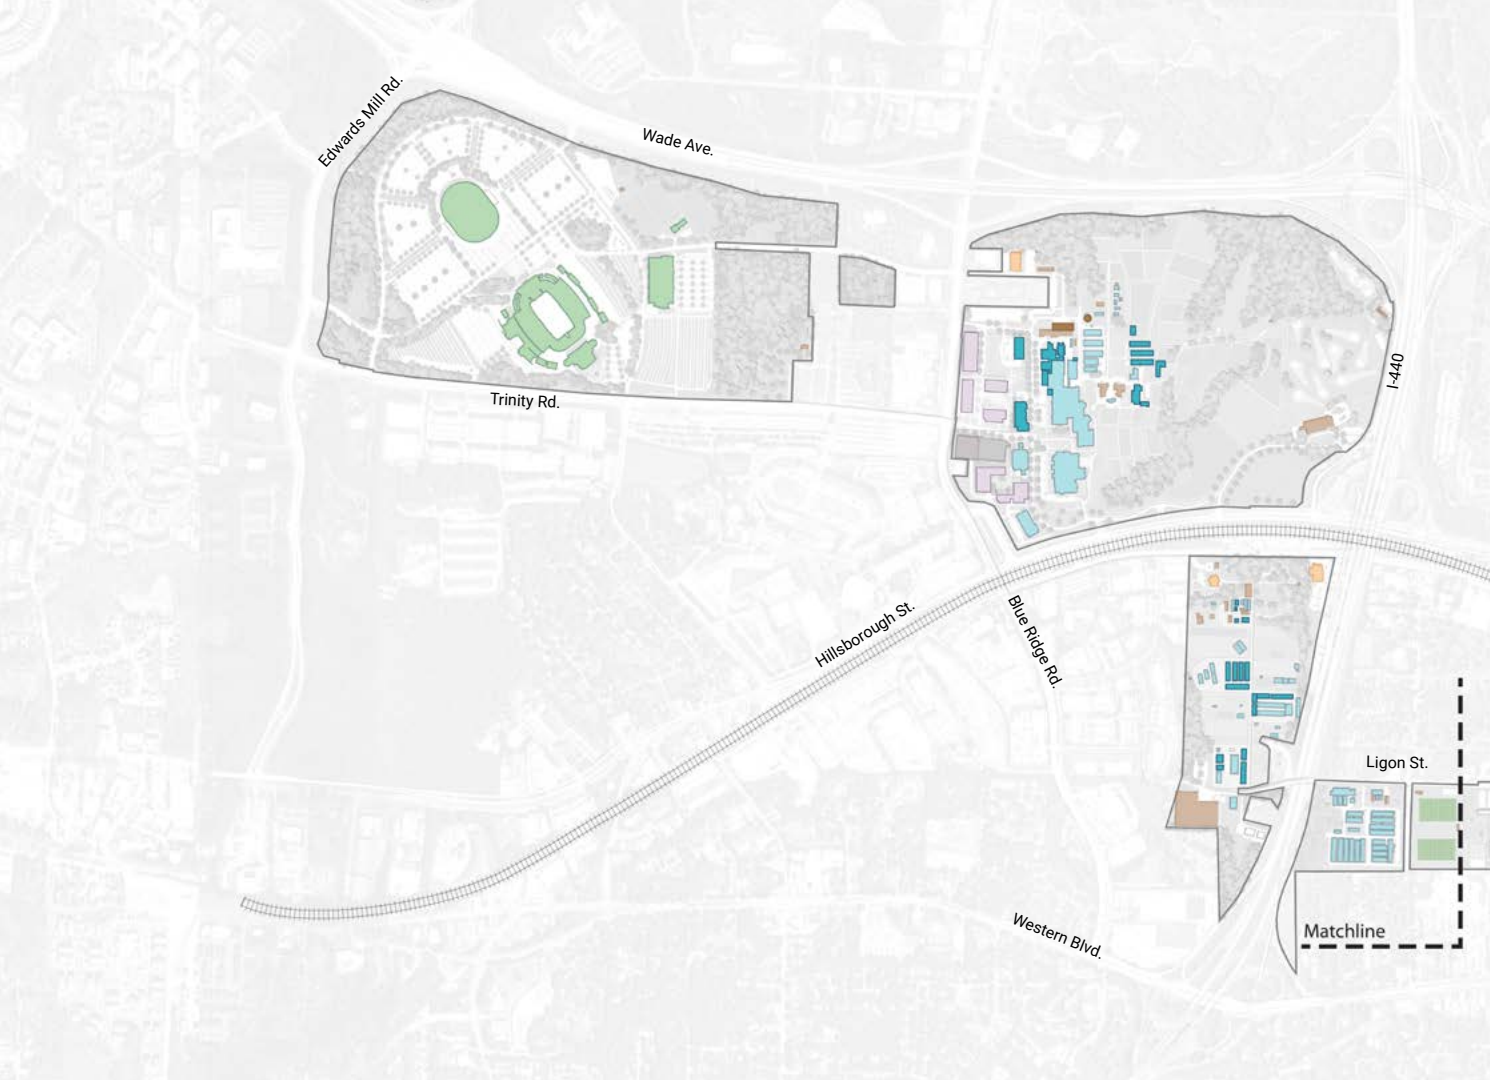 Edwards Mill Rd.
Wade Ave.
I-440
Trinity Rd.
Hillsborough St.
Blue Ridge Rd.
Ligon St.
Western Blvd.
Matchline